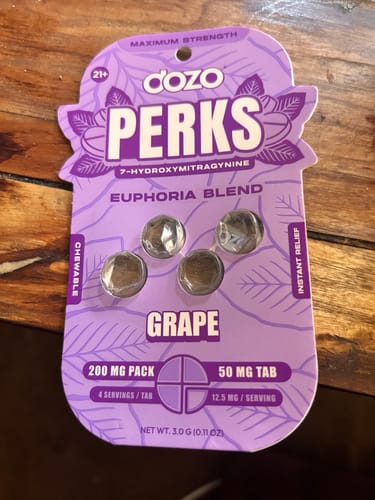 MAXIMUM STRENGTH
21+
dozo
PERKS
7-HYDROXYMITRAGYNINE
EUPHORIA BLEND
CHEWABLE
INSTANT RELIEF
GRAPE
200 MG PACK
50 MG TAB
4 SERVINGS / TAB
12.5 MG / SERVING
NET WT. 3.0 G (0.11 OZ)